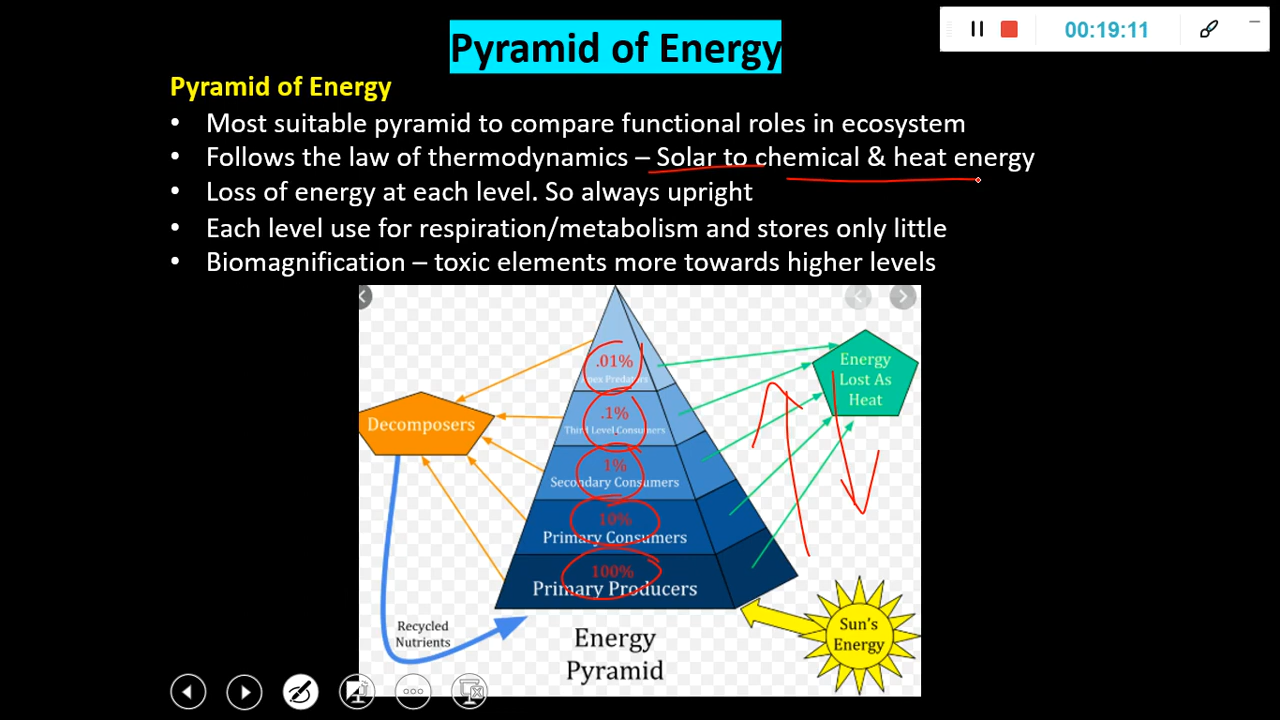 Pyramid of Energy
00:19:11
Pyramid of Energy
• Most suitable pyramid to compare functional roles in ecosystem
• Follows the law of thermodynamics – Solar to chemical & heat energy
• Loss of energy at each level. So always upright
• Each level use for respiration/metabolism and stores only little
• Biomagnification – toxic elements more towards higher levels
.01%
Apex Predators
.1%
Third Level Consumers
1%
Secondary Consumers
10%
Primary Consumers
100%
Primary Producers
Decomposers
Energy
Lost As
Heat
Recycled
Nutrients
Sun's
Energy
Energy
Pyramid